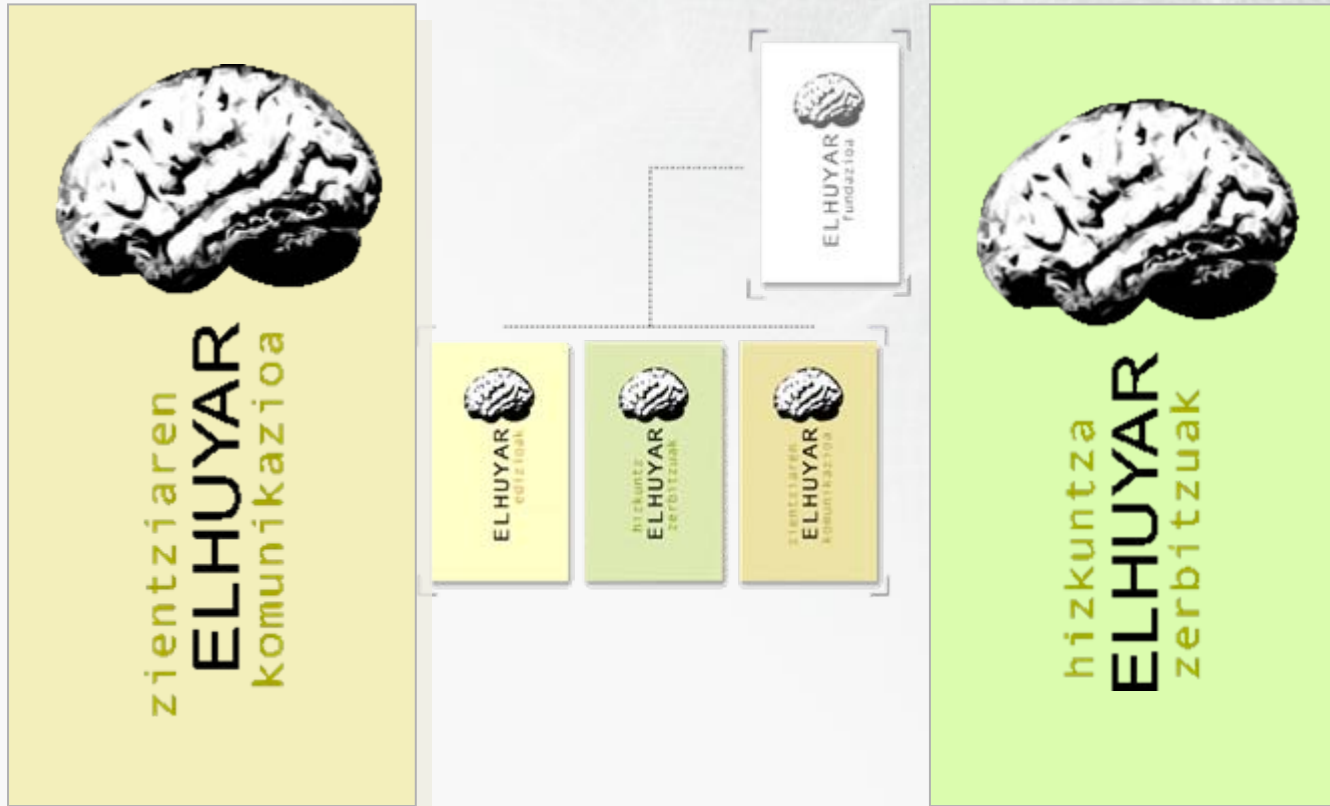 zientziaren
ELHUYAR
komunikazioa
ELHUYAR
fundazioa
ELHUYAR
edizioak
hizkuntz
ELHUYAR
zerbitzuak
zientziaren
ELHUYAR
komunikazioa
hizkuntza
ELHUYAR
zerbitzuak